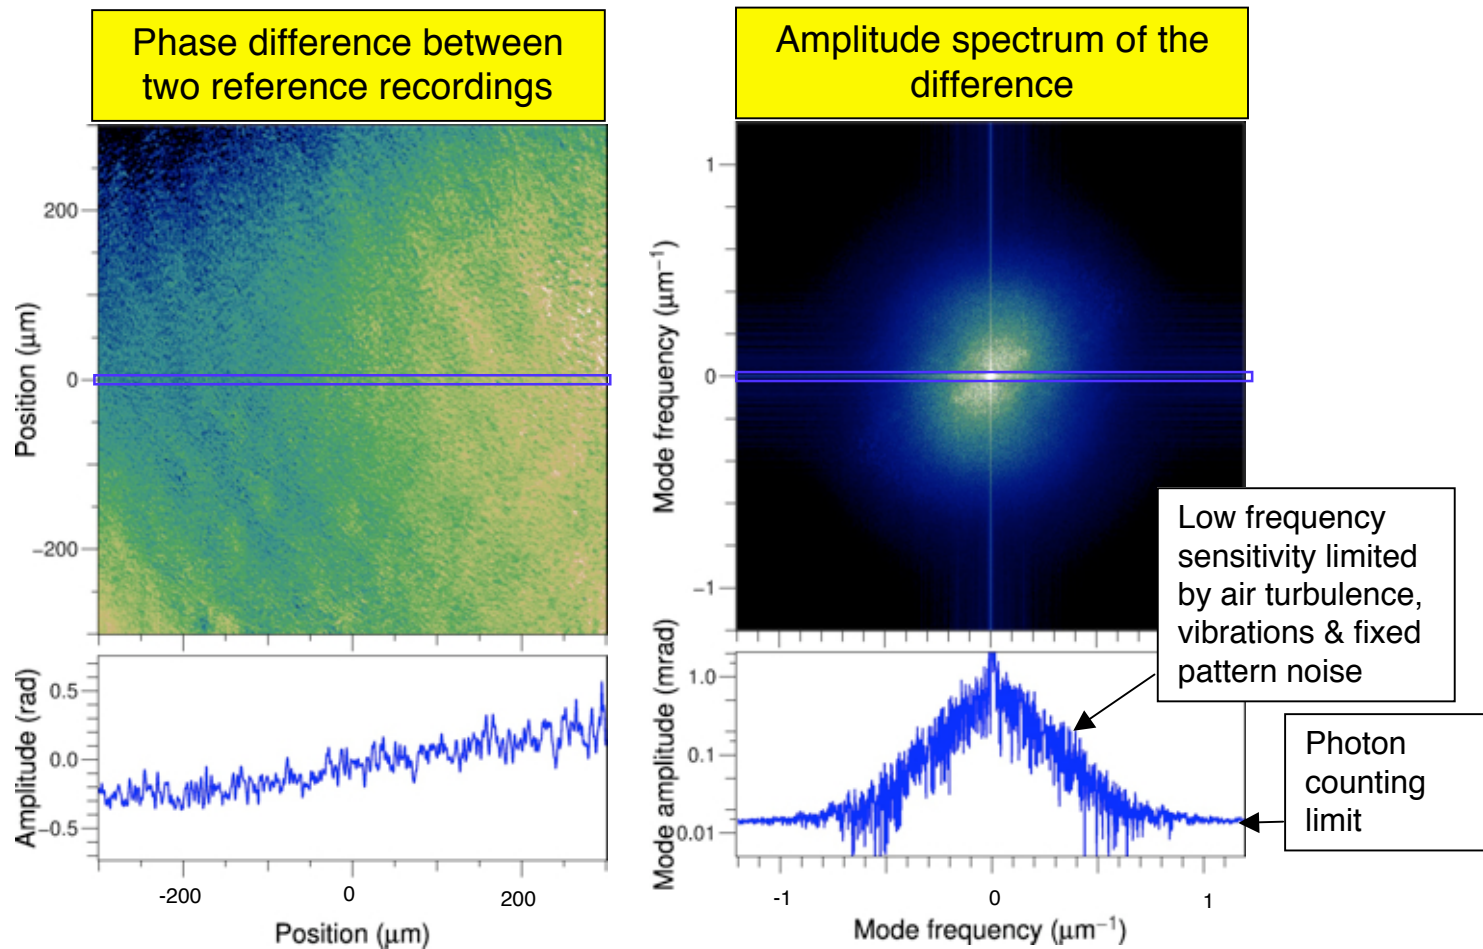 Phase difference between
two reference recordings
Amplitude spectrum of the
difference
Position (μm)
200
0
−200
Mode frequency (μm⁻¹)
1
0
−1
Low frequency
sensitivity limited
by air turbulence,
vibrations & fixed
pattern noise
Photon
counting
limit
Amplitude (rad)
0.5
0.0
−0.5
-200
0
200
Position (μm)
Mode amplitude (mrad)
1.0
0.1
0.01
-1
0
1
Mode frequency (μm⁻¹)